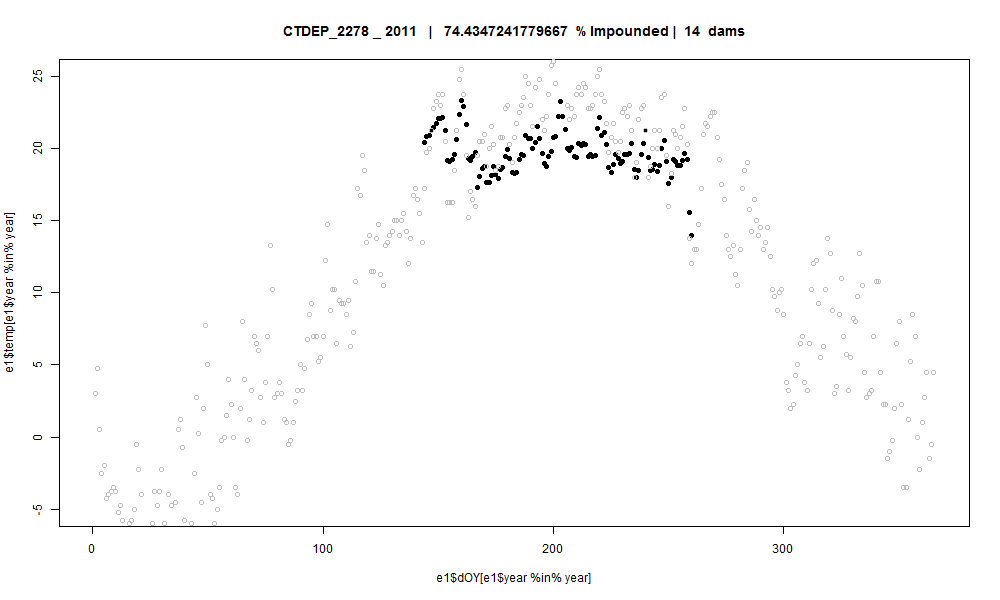 CTDEP_2278 _ 2011 | 74.4347241779667 % Impounded | 14 dams
e1$temp[e1$year %in% year]
25
20
15
10
5
0
-5
0 100 200 300
e1$dOY[e1$year %in% year]